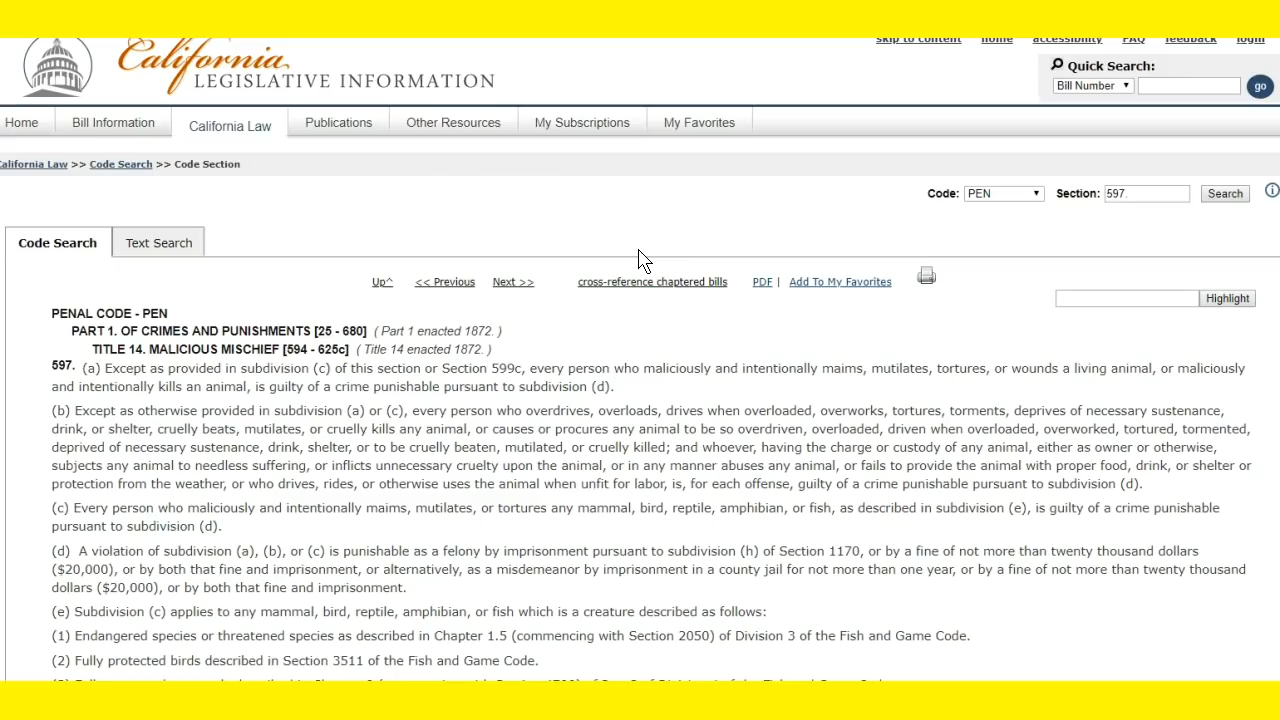 skip to content home accessibility FAQ feedback login
California
LEGISLATIVE INFORMATION
Quick Search:
Bill Number go
Home Bill Information California Law Publications Other Resources My Subscriptions My Favorites
California Law >> Code Search >> Code Section
Code: PEN Section: 597. Search
Code Search Text Search
Up^ << Previous Next >> cross-reference chaptered bills PDF | Add To My Favorites
Highlight
PENAL CODE - PEN
PART 1. OF CRIMES AND PUNISHMENTS [25 - 680] ( Part 1 enacted 1872. )
TITLE 14. MALICIOUS MISCHIEF [594 - 625c] ( Title 14 enacted 1872. )
597. (a) Except as provided in subdivision (c) of this section or Section 599c, every person who maliciously and intentionally maims, mutilates, tortures, or wounds a living animal, or maliciously
and intentionally kills an animal, is guilty of a crime punishable pursuant to subdivision (d).
(b) Except as otherwise provided in subdivision (a) or (c), every person who overdrives, overloads, drives when overloaded, overworks, tortures, torments, deprives of necessary sustenance,
drink, or shelter, cruelly beats, mutilates, or cruelly kills any animal, or causes or procures any animal to be so overdriven, overloaded, driven when overloaded, overworked, tortured, tormented,
deprived of necessary sustenance, drink, shelter, or to be cruelly beaten, mutilated, or cruelly killed; and whoever, having the charge or custody of any animal, either as owner or otherwise,
subjects any animal to needless suffering, or inflicts unnecessary cruelty upon the animal, or in any manner abuses any animal, or fails to provide the animal with proper food, drink, or shelter or
protection from the weather, or who drives, rides, or otherwise uses the animal when unfit for labor, is, for each offense, guilty of a crime punishable pursuant to subdivision (d).
(c) Every person who maliciously and intentionally maims, mutilates, or tortures any mammal, bird, reptile, amphibian, or fish, as described in subdivision (e), is guilty of a crime punishable
pursuant to subdivision (d).
(d) A violation of subdivision (a), (b), or (c) is punishable as a felony by imprisonment pursuant to subdivision (h) of Section 1170, or by a fine of not more than twenty thousand dollars
($20,000), or by both that fine and imprisonment, or alternatively, as a misdemeanor by imprisonment in a county jail for not more than one year, or by a fine of not more than twenty thousand
dollars ($20,000), or by both that fine and imprisonment.
(e) Subdivision (c) applies to any mammal, bird, reptile, amphibian, or fish which is a creature described as follows:
(1) Endangered species or threatened species as described in Chapter 1.5 (commencing with Section 2050) of Division 3 of the Fish and Game Code.
(2) Fully protected birds described in Section 3511 of the Fish and Game Code.